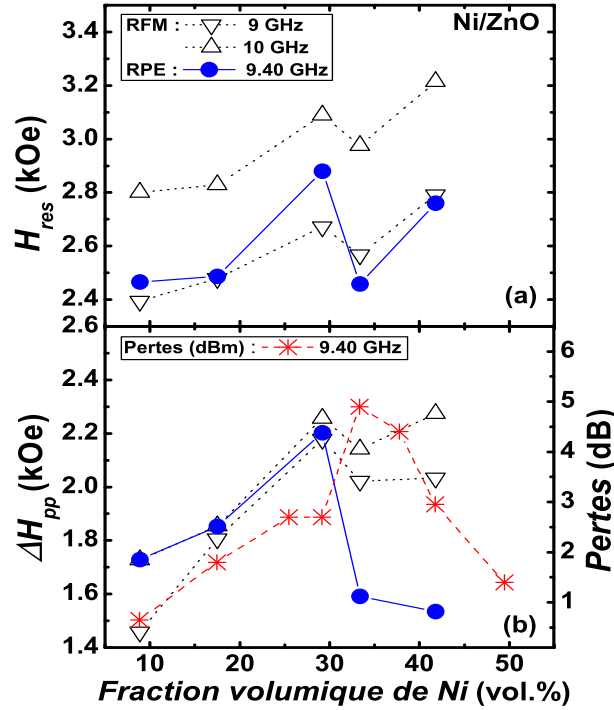 Ni/ZnO
RFM : 9 GHz
10 GHz
RPE : 9.40 GHz
3.4
3.2
3.0
2.8
2.6
2.4
H_res (kOe)
(a)
2.6
Pertes (dBm) : 9.40 GHz
2.4
2.2
2.0
1.8
1.6
1.4
ΔH_pp (kOe)
6
5
4
3
2
1
Pertes (dB)
(b)
10 20 30 40 50
Fraction volumique de Ni (vol.%)